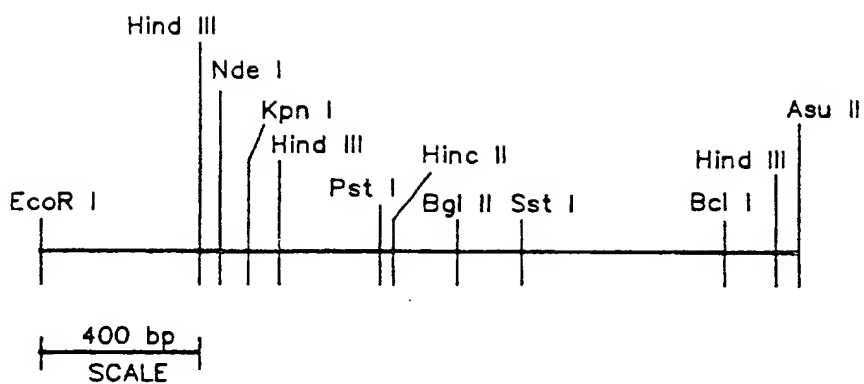 Hind III
Nde I
Kpn I
Hind III
Pst I
Hinc II
EcoR I
Bgl II
Sst I
Bcl I
Hind III
Asu II
400 bp
SCALE